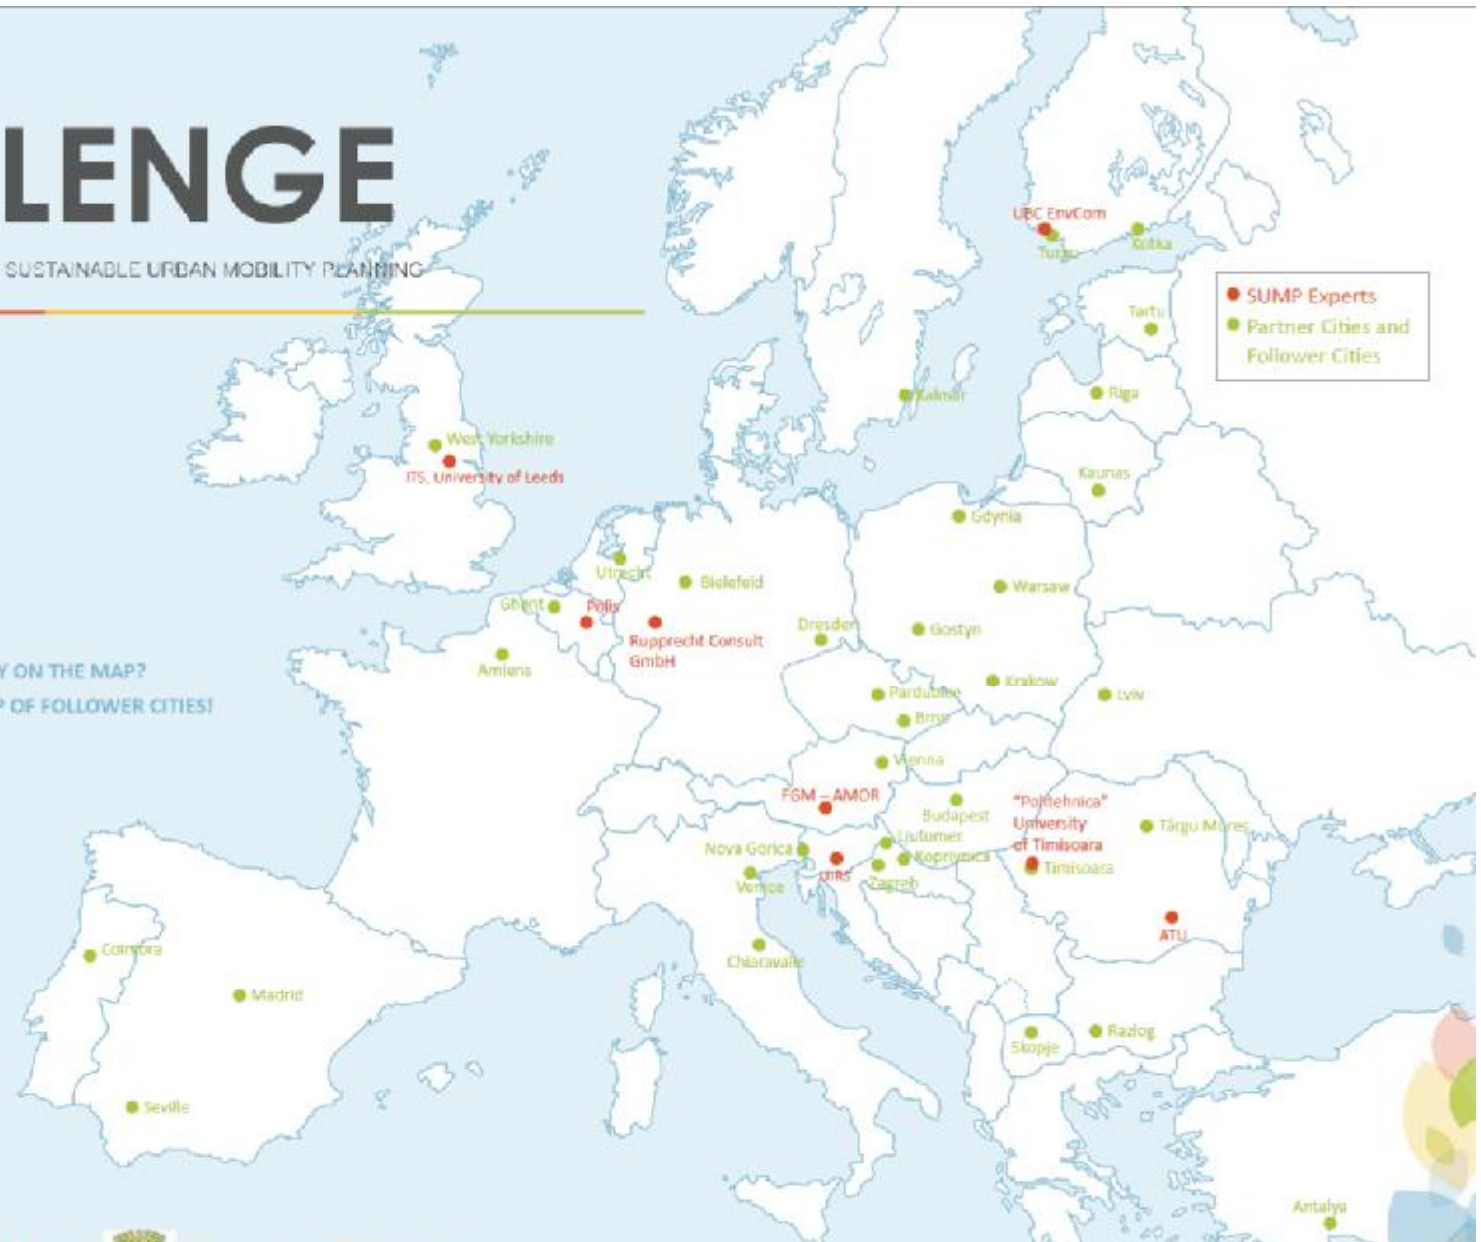 LENGE
SUSTAINABLE URBAN MOBILITY PLANNING
UBC EnvCom
Turku
Kotka
SUMP Experts
Partner Cities and
Follower Cities
Tartu
Riga
Kalmar
West Yorkshire
ITS, University of Leeds
Kaunas
Gdynia
Utrecht
Bielefeld
Warsaw
Ghent
Polis
Dresden
Gostyn
Rupprecht Consult
GmbH
Amiens
Y ON THE MAP?
P OF FOLLOWER CITIES!
Krakow
Pardubice
Lviv
Brno
Vienna
FGM – AMOR
Budapest
"Politehnica"
University
of Timisoara
Târgu Mures
Ljutomer
Nova Gorica
Koprivnica
Timisoara
UIRS
Zagreb
Venice
ATU
Coimbra
Chiaravalle
Madrid
Skopje
Razlog
Seville
Antalya